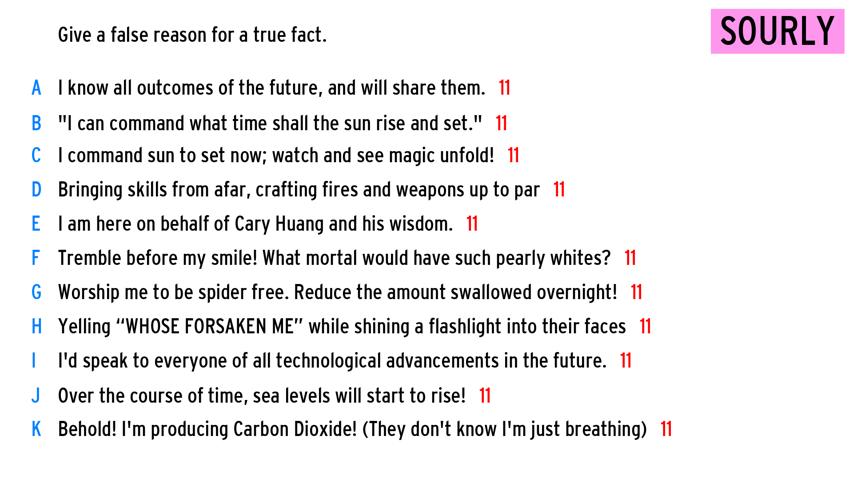 Give a false reason for a true fact.
SOURLY
A I know all outcomes of the future, and will share them. 11
B "I can command what time shall the sun rise and set." 11
C I command sun to set now; watch and see magic unfold! 11
D Bringing skills from afar, crafting fires and weapons up to par 11
E I am here on behalf of Cary Huang and his wisdom. 11
F Tremble before my smile! What mortal would have such pearly whites? 11
G Worship me to be spider free. Reduce the amount swallowed overnight! 11
H Yelling “WHOSE FORSAKEN ME” while shining a flashlight into their faces 11
I I'd speak to everyone of all technological advancements in the future. 11
J Over the course of time, sea levels will start to rise! 11
K Behold! I'm producing Carbon Dioxide! (They don't know I'm just breathing) 11